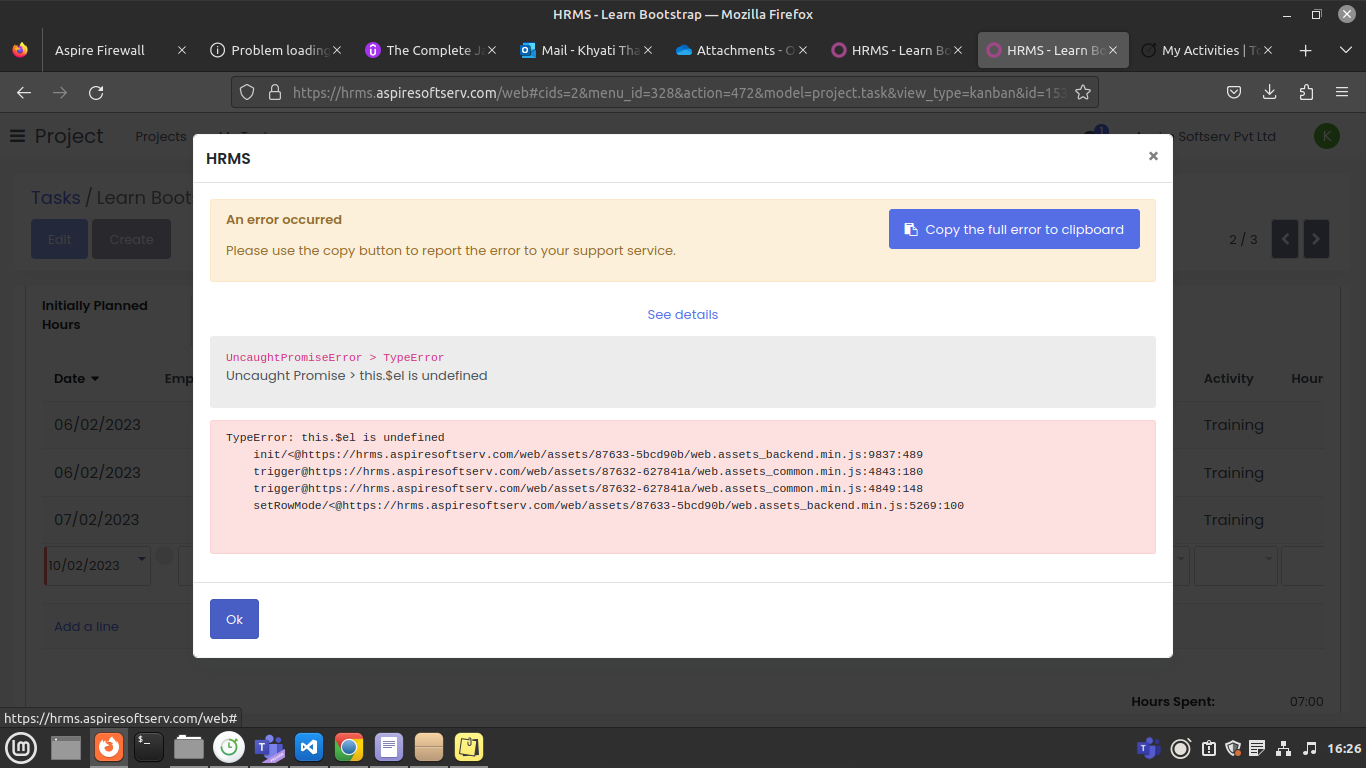 HRMS - Learn Bootstrap — Mozilla Firefox
Aspire Firewall
Problem loading
The Complete Ja
Mail - Khyati Tha
Attachments - O
HRMS - Learn Bo
HRMS - Learn Bo
My Activities | To
https://hrms.aspiresoftserv.com/web#cids=2&menu_id=328&action=472&model=project.task&view_type=kanban&id=153
Project
Projects
1
Softserv Pvt Ltd
K
HRMS
×
Tasks / Learn Boot
Edit
Create
2 / 3
An error occurred
Please use the copy button to report the error to your support service.
Copy the full error to clipboard
See details
UncaughtPromiseError > TypeError
Uncaught Promise > this.$el is undefined
TypeError: this.$el is undefined
init/<@https://hrms.aspiresoftserv.com/web/assets/87633-5bcd90b/web.assets_backend.min.js:9837:489
trigger@https://hrms.aspiresoftserv.com/web/assets/87632-627841a/web.assets_common.min.js:4843:180
trigger@https://hrms.aspiresoftserv.com/web/assets/87632-627841a/web.assets_common.min.js:4849:148
setRowMode/<@https://hrms.aspiresoftserv.com/web/assets/87633-5bcd90b/web.assets_backend.min.js:5269:100
Ok
Initially Planned
Hours
Date
Emp
Activity
Hour
06/02/2023
Training
06/02/2023
Training
07/02/2023
Training
10/02/2023
Add a line
Hours Spent:
07:00
https://hrms.aspiresoftserv.com/web#
16:26